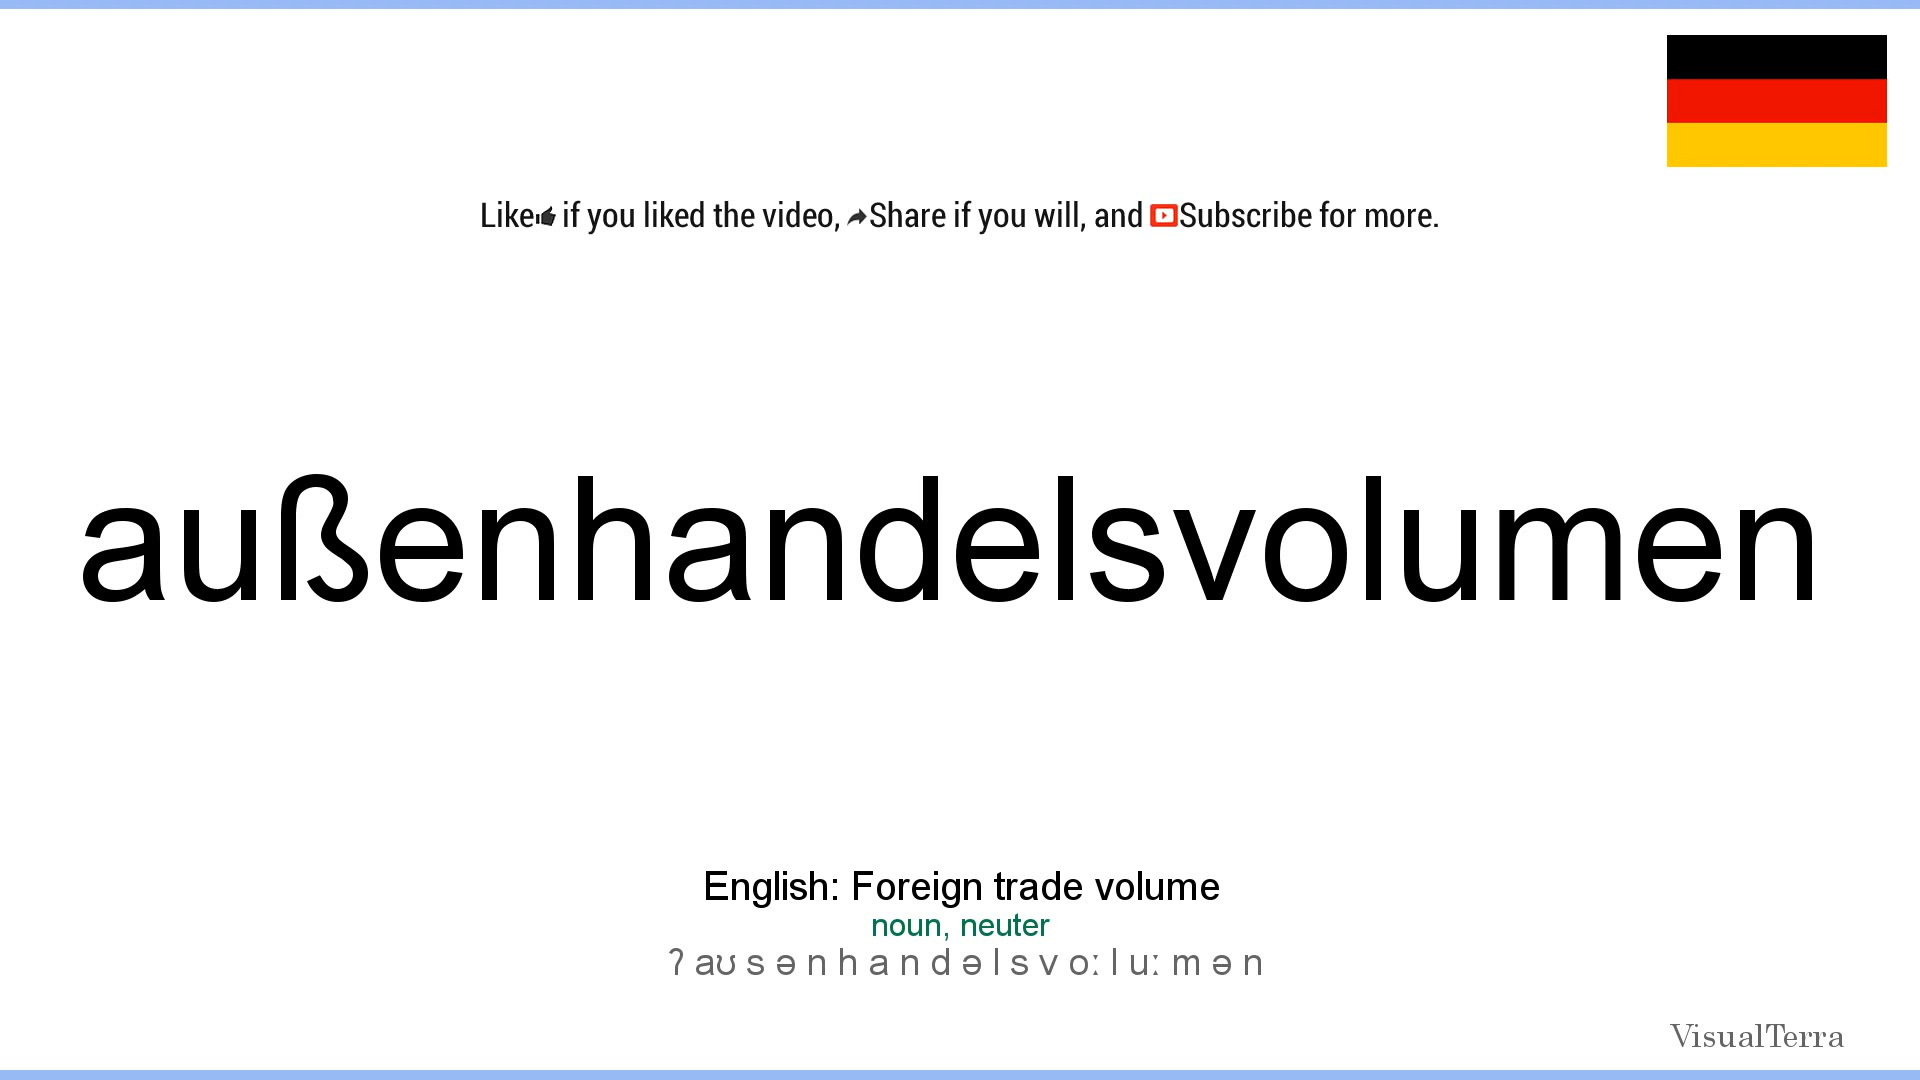 Like if you liked the video, Share if you will, and Subscribe for more.
außenhandelsvolumen
English: Foreign trade volume
noun, neuter
ʔ aʊ s ə n h a n d ə l s v oː l uː m ə n
VisualTerra